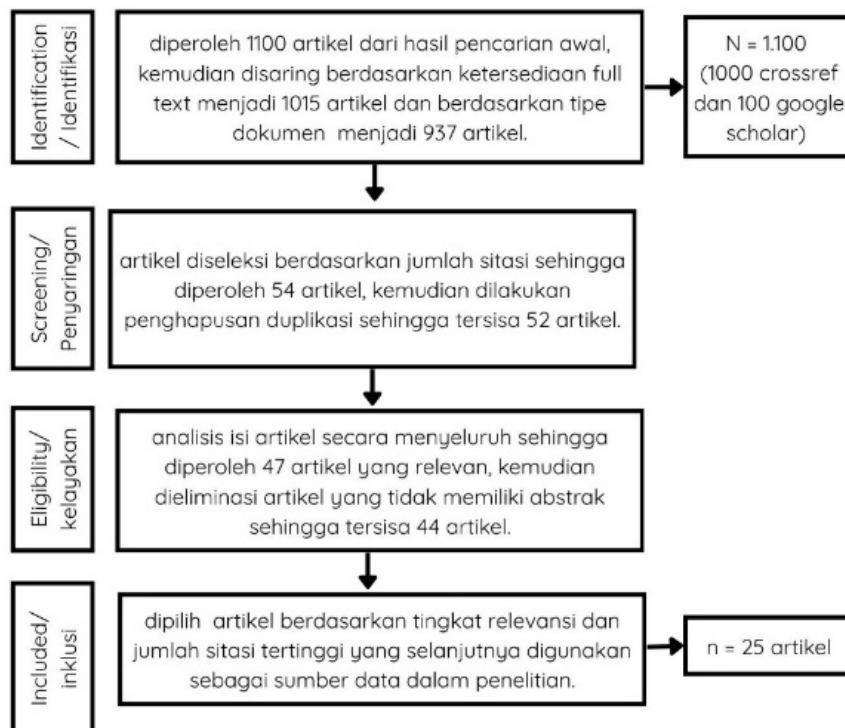 Identification
/ Identifikasi
diperoleh 1100 artikel dari hasil pencarian awal,
kemudian disaring berdasarkan ketersediaan full
text menjadi 1015 artikel dan berdasarkan tipe
dokumen menjadi 937 artikel.
N = 1.100
(1000 crossref
dan 100 google
scholar)
Screening/
Penyaringan
artikel diseleksi berdasarkan jumlah sitasi sehingga
diperoleh 54 artikel, kemudian dilakukan
penghapusan duplikasi sehingga tersisa 52 artikel.
Eligibility/
kelayakan
analisis isi artikel secara menyeluruh sehingga
diperoleh 47 artikel yang relevan, kemudian
dieliminasi artikel yang tidak memiliki abstrak
sehingga tersisa 44 artikel.
Included/
inklusi
dipilih artikel berdasarkan tingkat relevansi dan
jumlah sitasi tertinggi yang selanjutnya digunakan
sebagai sumber data dalam penelitian.
n = 25 artikel